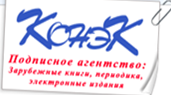 КОНЭК
Подписное агентство:
Зарубежные книги, периодика,
электронные издания